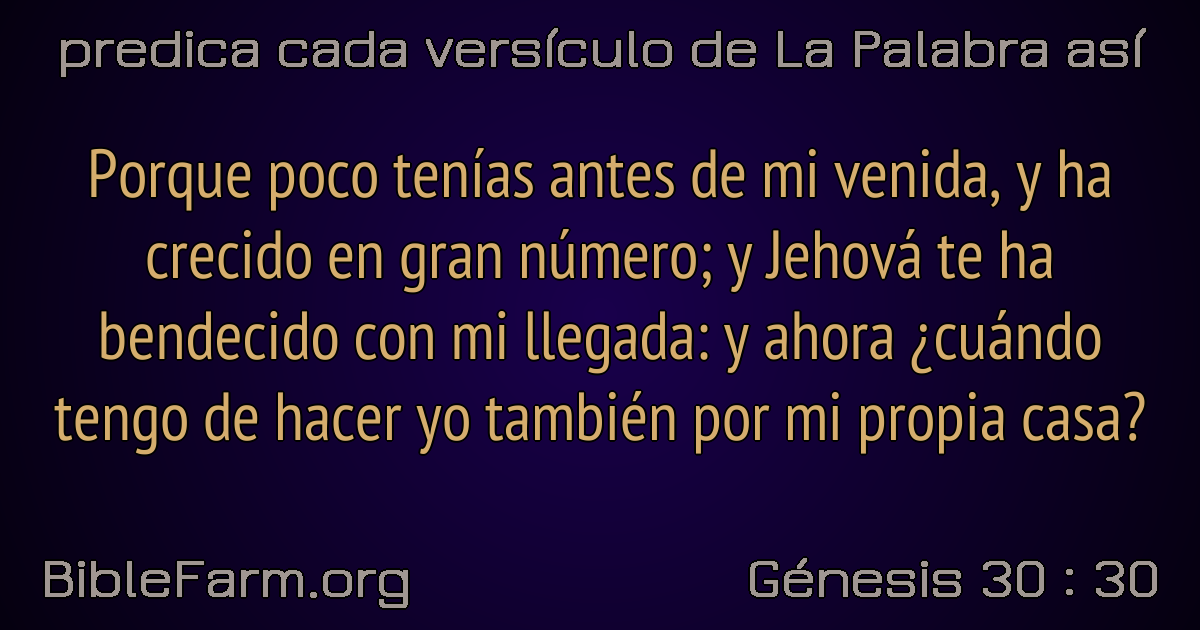 predica cada versículo de La Palabra así
Porque poco tenías antes de mi venida, y ha
crecido en gran número; y Jehová te ha
bendecido con mi llegada: y ahora ¿cuándo
tengo de hacer yo también por mi propia casa?
BibleFarm.org
Génesis 30 : 30